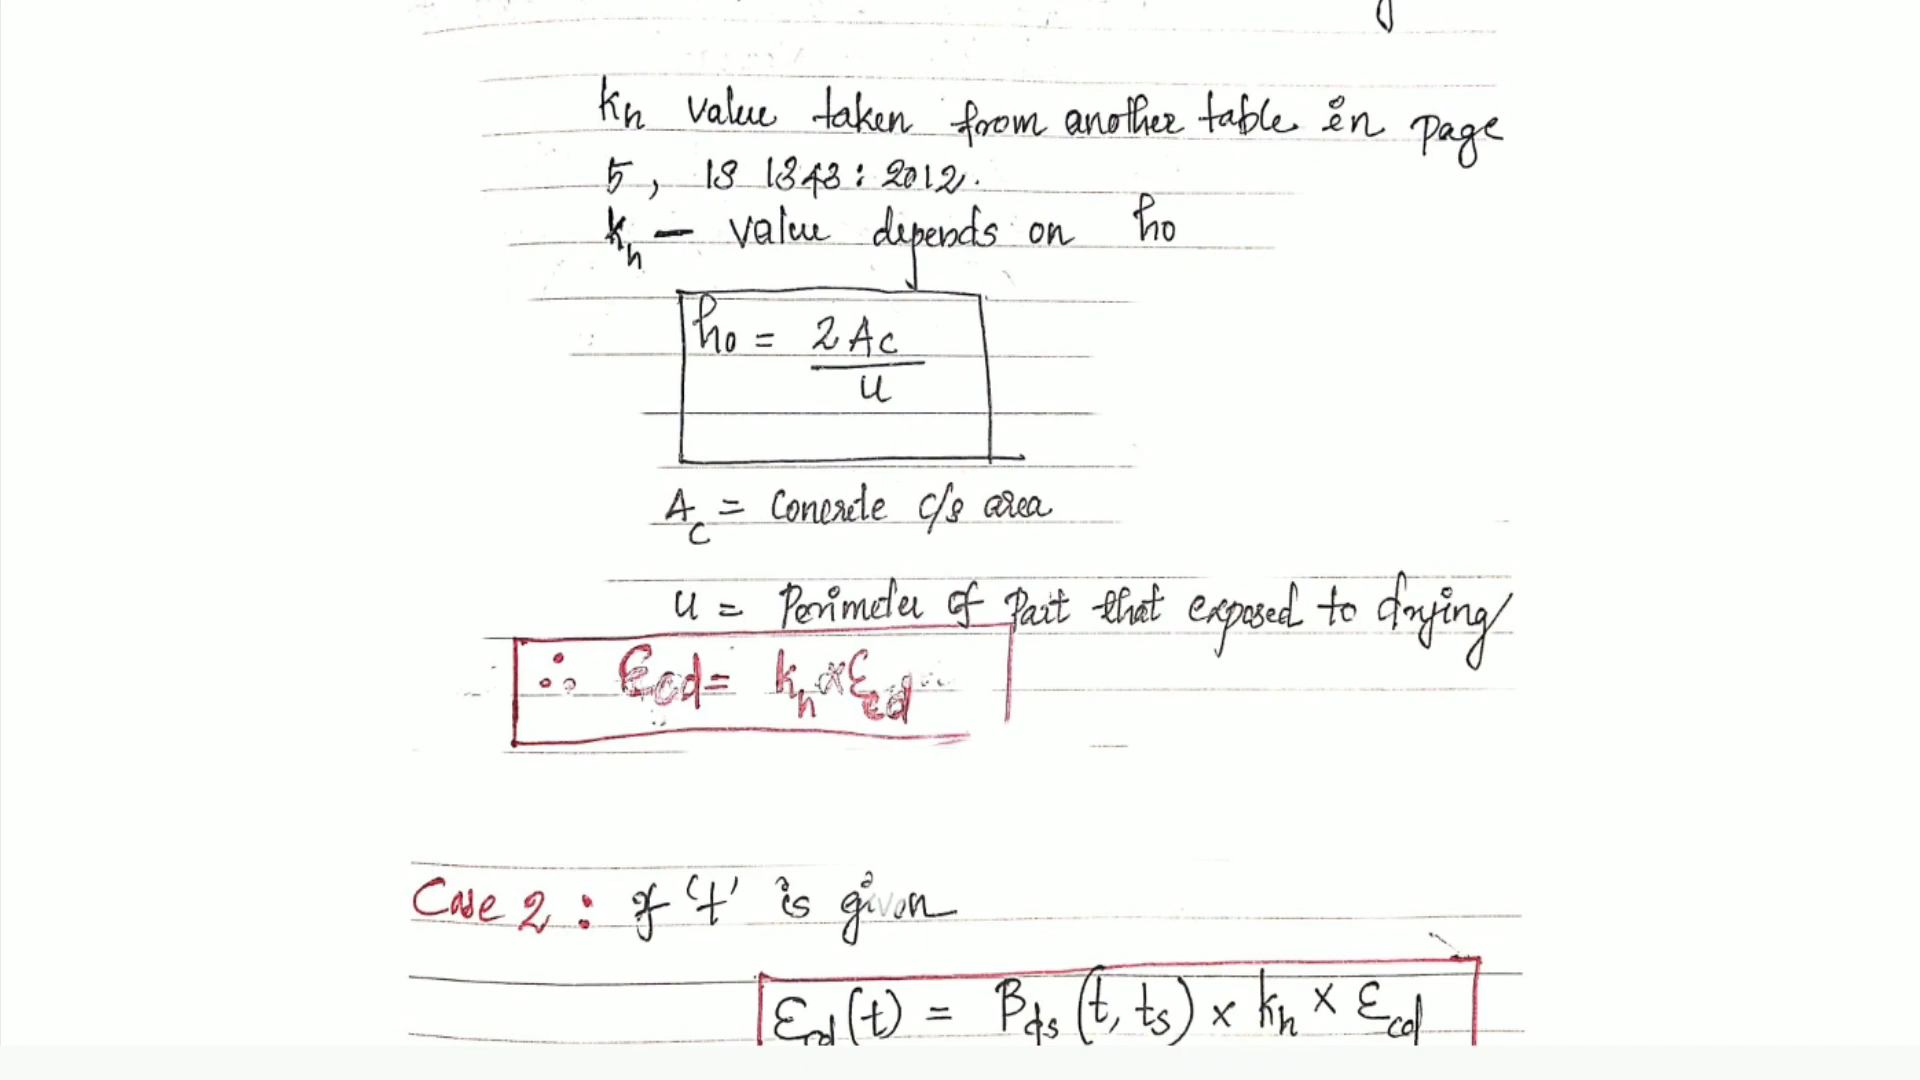 kh value taken from another table in page
5, IS 1343: 2012.
kh - value depends on ho
ho = 2Ac
u
Ac = Concrete c/s area
u = Perimeter of Part that exposed to drying
∴ εcd = kh × εcd
Case 2: if 't' is given
εcd(t) = βds (t, ts) × kh × εcd